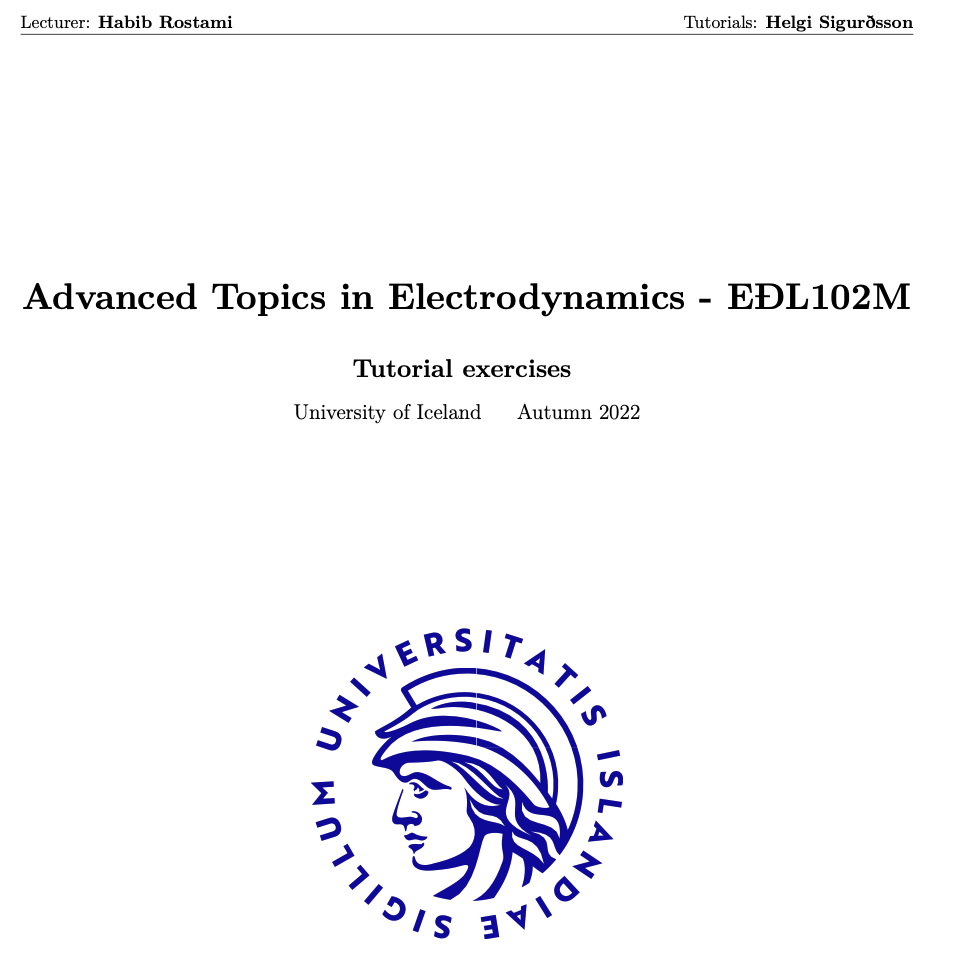 Lecturer: Habib Rostami Tutorials: Helgi Sigurðsson
Advanced Topics in Electrodynamics - EÐL102M
Tutorial exercises
University of Iceland Autumn 2022
SIGILLUM UNIVERSITATIS ISLANDIAE